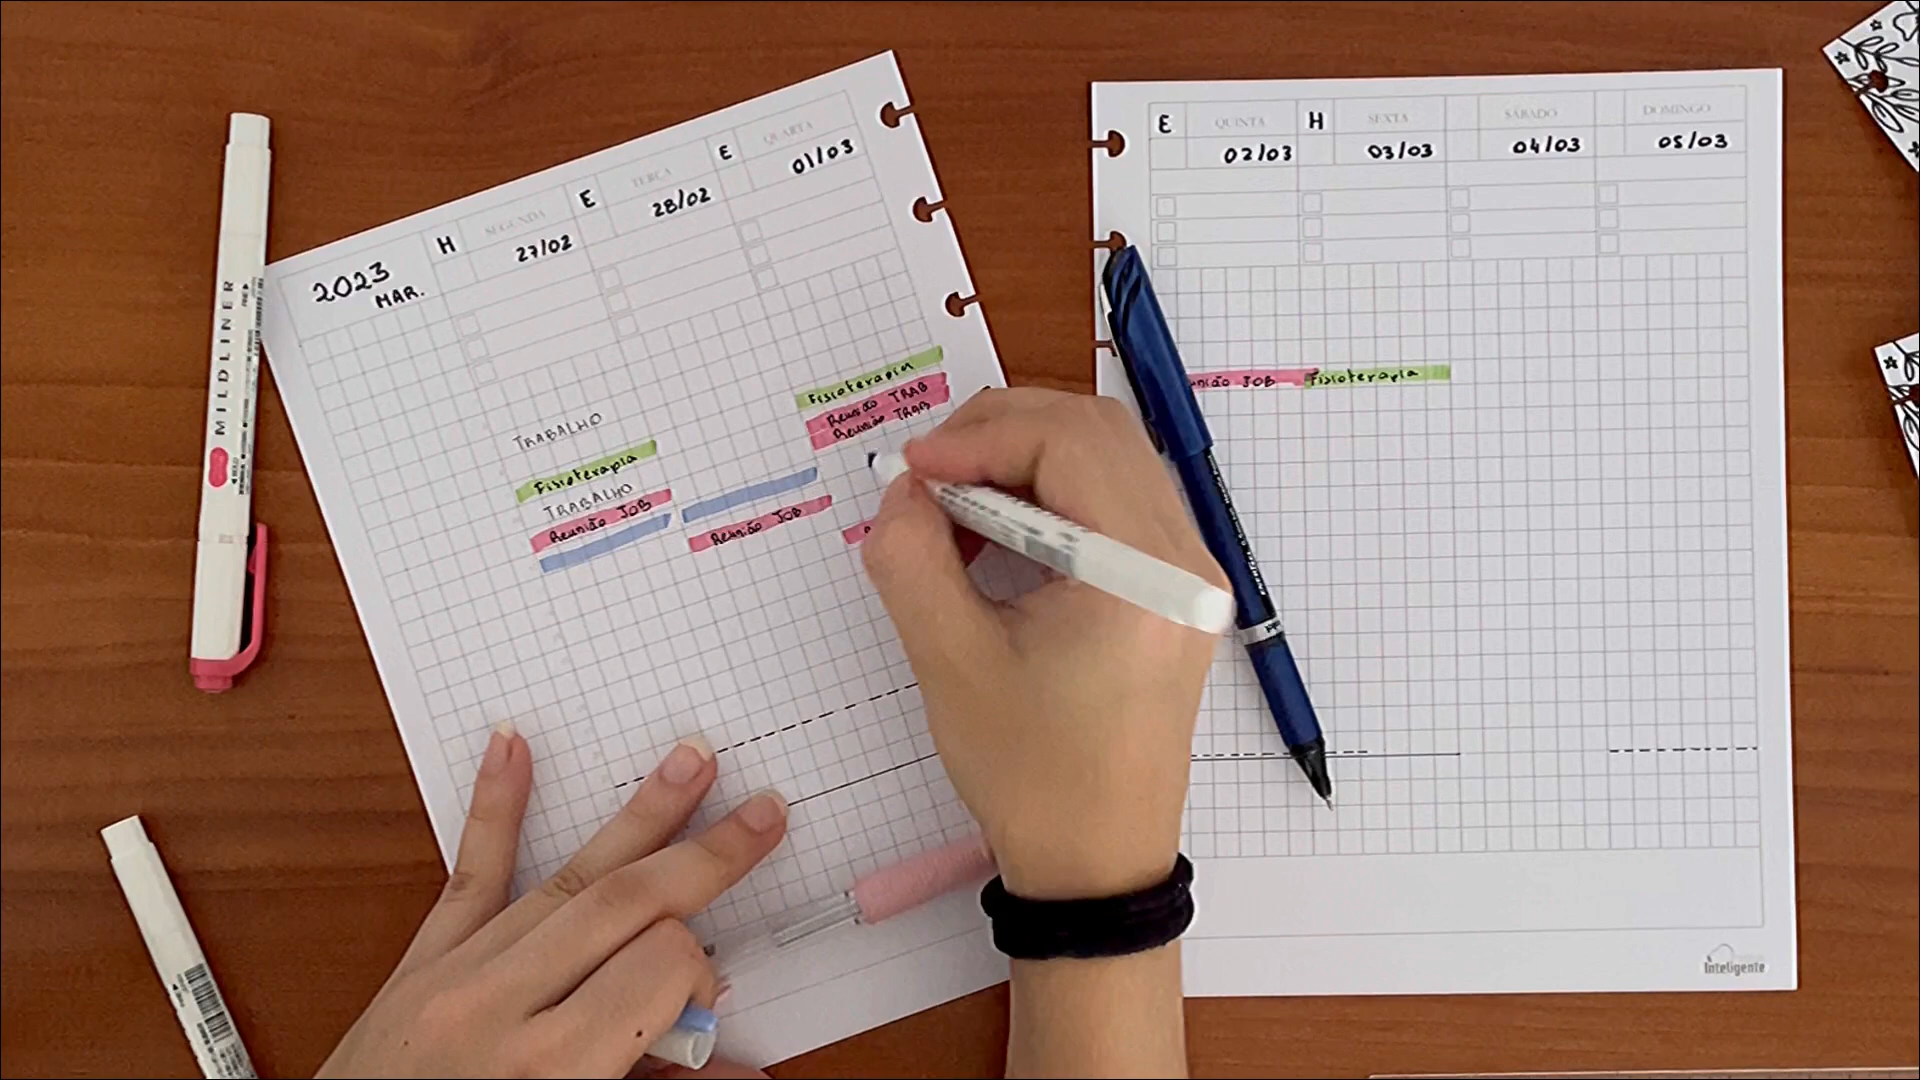 2023
MAR.
H
SEGUNDA
27/02
E
TERÇA
28/02
E
QUARTA
01/03
TRABALHO
Fisioterapia
TRABALHO
Reunião JOB
Reunião JOB
Fisioterapia
Reunião TRAB
Reunião TRAB
E
QUINTA
02/03
H
SEXTA
03/03
SÁBADO
04/03
DOMINGO
05/03
união JOB
Fisioterapia
Inteligente
MILDLINER